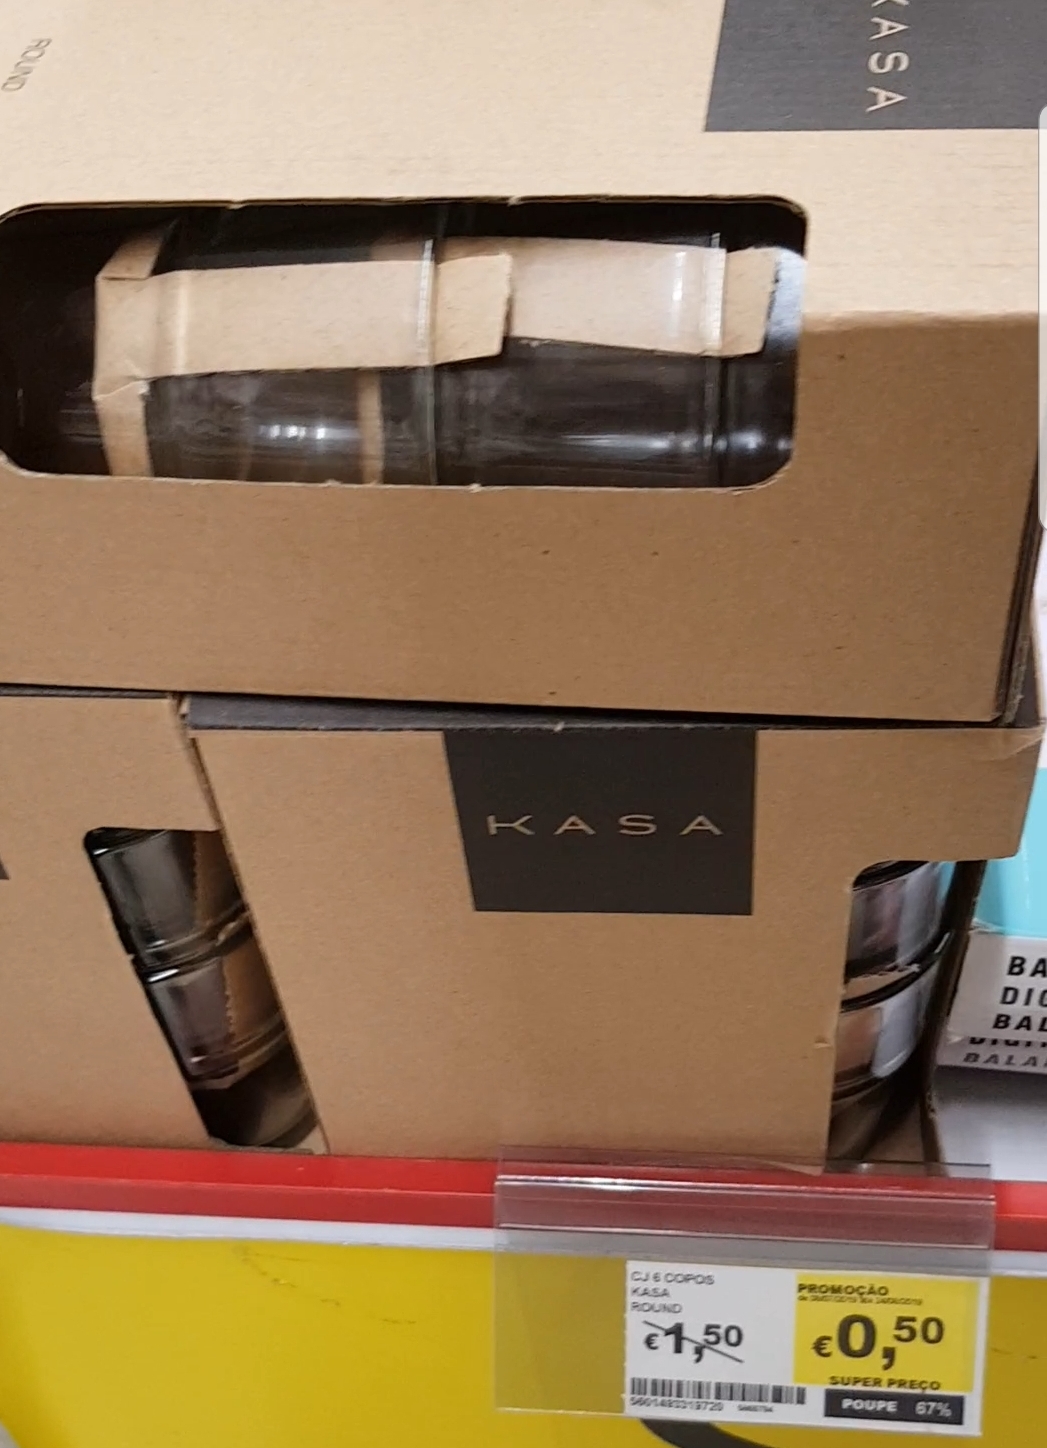 ROUND
KASA
KASA
BA
DIG
BAL
DIGIT
BALA
CJ 6 COPOS
KASA
ROUND
€1,50
PROMOÇÃO
€0,50
SUPER PREÇO
POUPE 67%